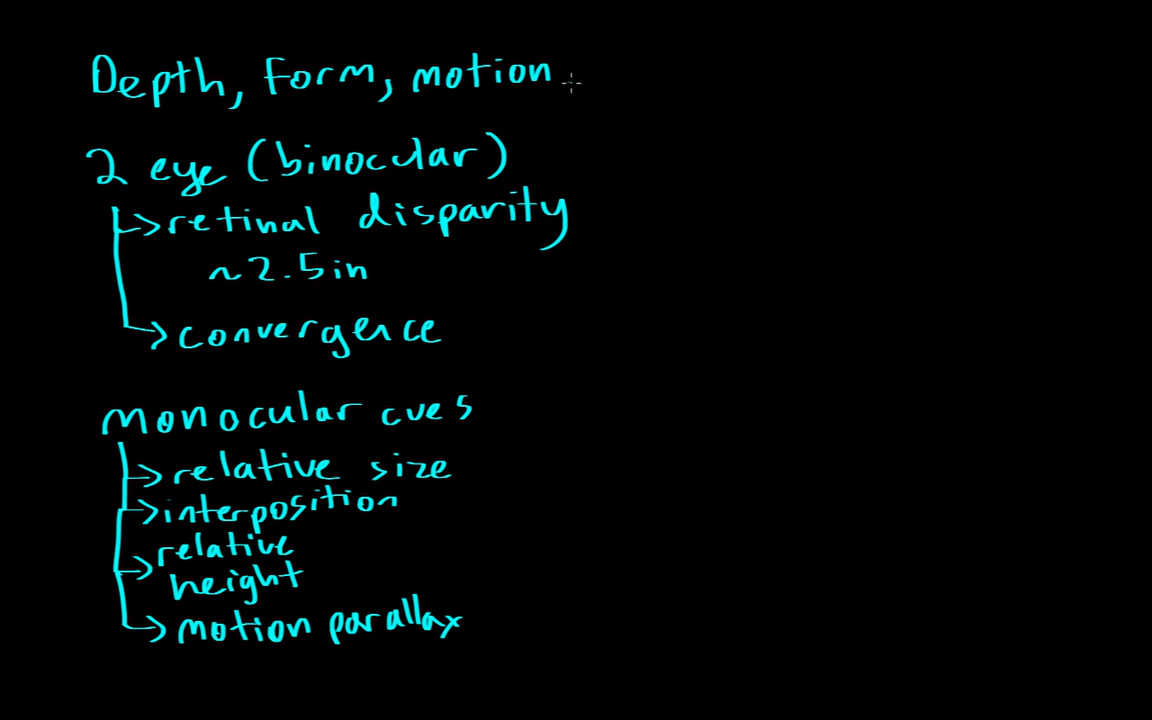 Depth, Form, motion
2 eye (binocular)
→ retinal disparity
~2.5in
→ convergence
monocular cues
→ relative size
→ interposition
→ relative
height
→ motion parallax